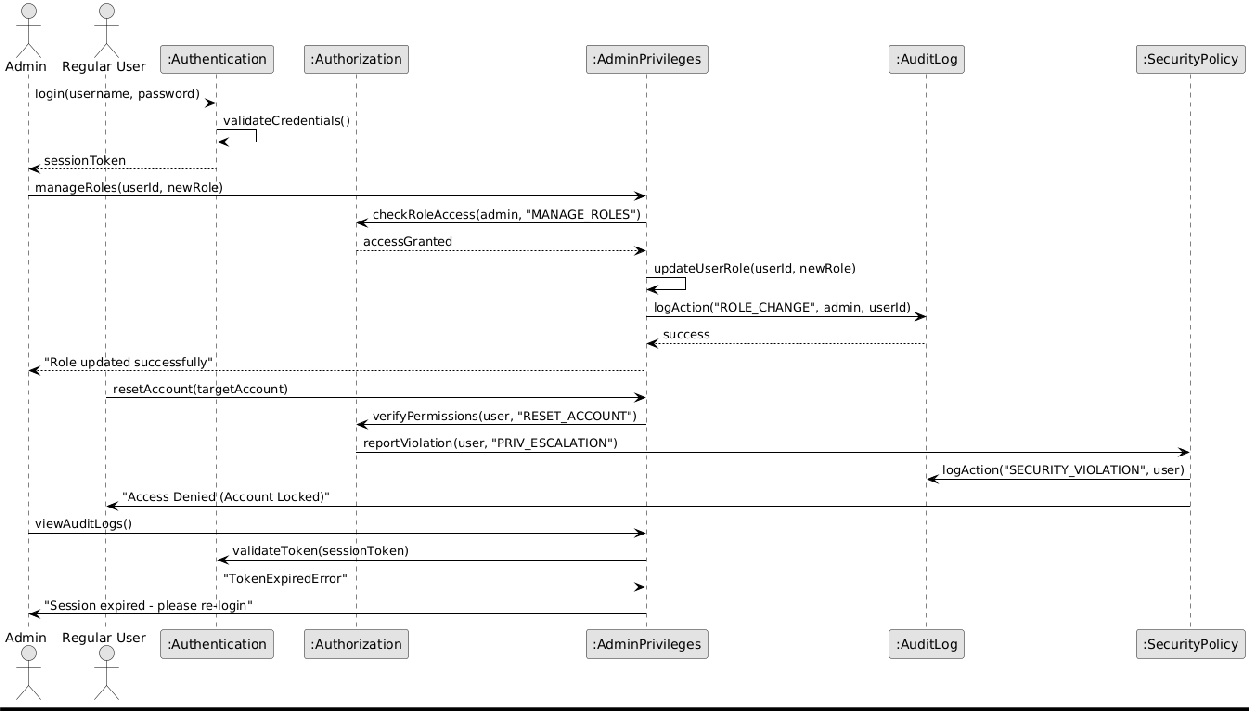 Admin
Regular User
:Authentication
:Authorization
:AdminPrivileges
:AuditLog
:SecurityPolicy
login(username, password)
validateCredentials()
sessionToken
manageRoles(userId, newRole)
checkRoleAccess(admin, "MANAGE_ROLES")
accessGranted
updateUserRole(userId, newRole)
logAction("ROLE_CHANGE", admin, userId)
success
"Role updated successfully"
resetAccount(targetAccount)
verifyPermissions(user, "RESET_ACCOUNT")
reportViolation(user, "PRIV_ESCALATION")
logAction("SECURITY_VIOLATION", user)
"Access Denied (Account Locked)"
viewAuditLogs()
validateToken(sessionToken)
"TokenExpiredError"
"Session expired - please re-login"
Admin
Regular User
:Authentication
:Authorization
:AdminPrivileges
:AuditLog
:SecurityPolicy